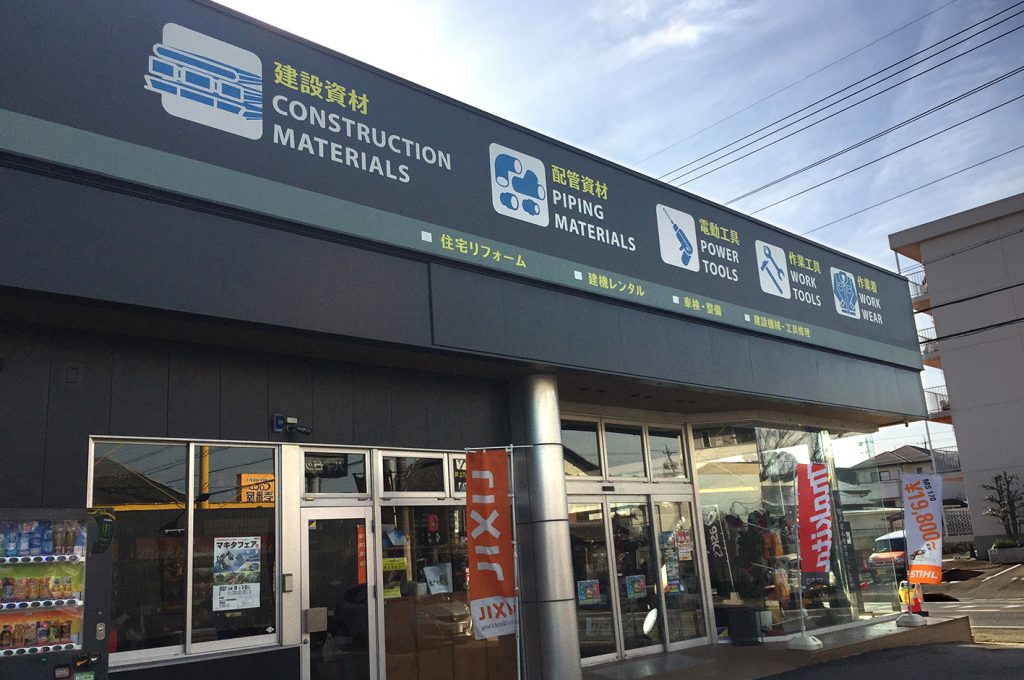 建設資材
CONSTRUCTION
MATERIALS
配管資材
PIPING
MATERIALS
電動工具
POWER
TOOLS
作業工具
WORK
TOOLS
作業着
WORK
WEAR
住宅リフォーム
建機レンタル
車検・整備
建設機械・工具修理
マキタフェア
LIXIL
LIXIL
makita
MS170
STIHL